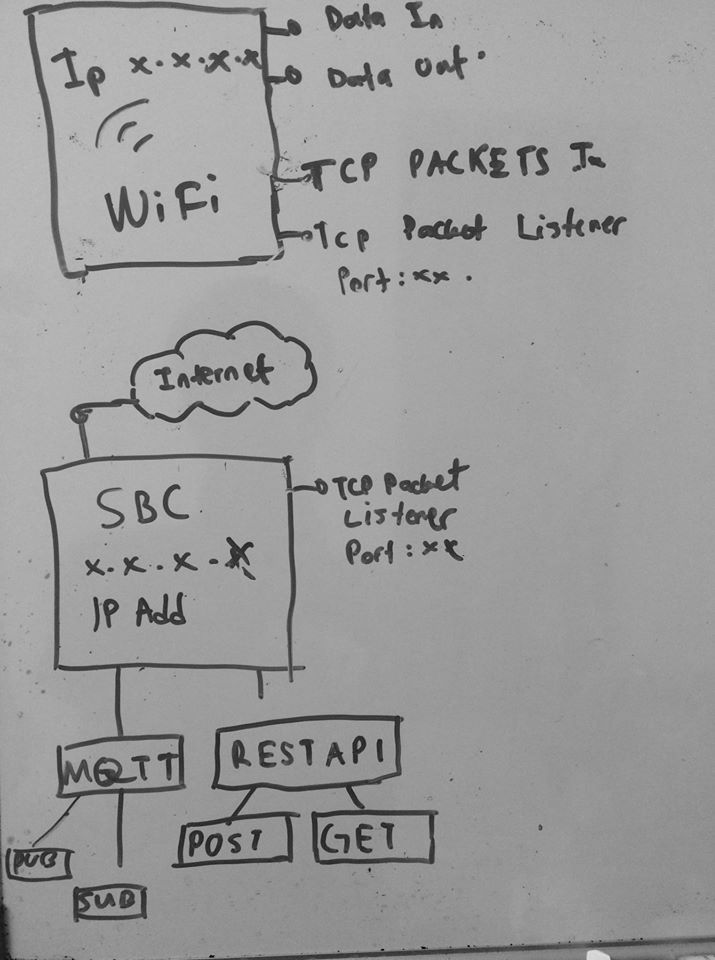 Data In
Ip x.x.x.x
Data out.
TCP PACKETS In
WiFi
Tcp Packet Listener
Port : xx .
Internet
SBC
TCP Packet
Listener
Port : xx
x.x.x.x
IP Add
MQTT
RESTAPI
POST
GET
PUB
SUB